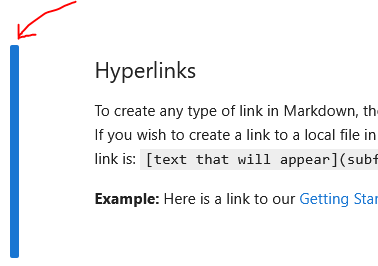 Hyperlinks
To create any type of link in Markdown, the
If you wish to create a link to a local file in
link is: [text that will appear](subf
Example: Here is a link to our Getting Star